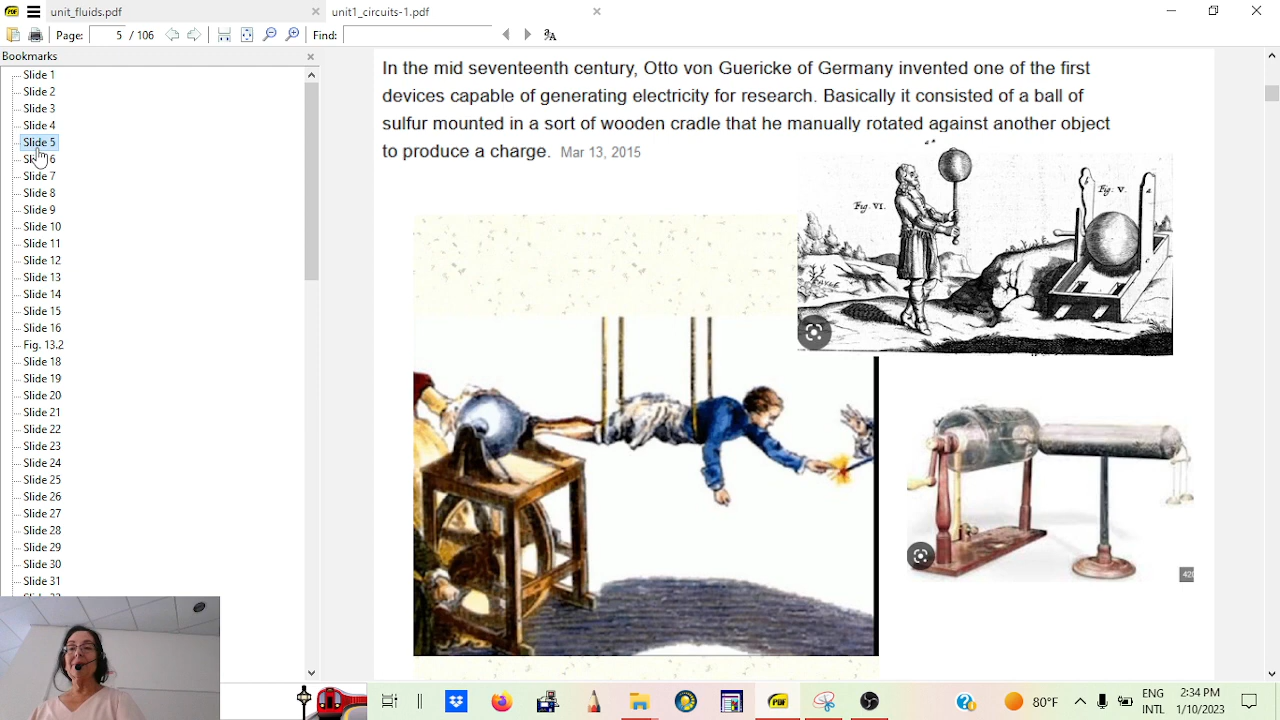 unit_fluids.pdf
unit1_circuits-1.pdf
Page:
5
/ 106
Find:
Bookmarks
Slide 1
Slide 2
Slide 3
Slide 4
Slide 5
6
Slide 7
Slide 8
Slide 9
Slide 10
Slide 11
Slide 12
Slide 13
Slide 14
Slide 15
Slide 16
Fig. 13.2
Slide 18
Slide 19
Slide 20
Slide 21
Slide 22
Slide 23
Slide 24
Slide 25
Slide 26
Slide 27
Slide 28
Slide 29
Slide 30
Slide 31
In the mid seventeenth century, Otto von Guericke of Germany invented one of the first
devices capable of generating electricity for research. Basically it consisted of a ball of
sulfur mounted in a sort of wooden cradle that he manually rotated against another object
to produce a charge. Mar 13, 2015
Fig. VI.
Fig. V.
PDF
80°F
ENG
INTL
2:34 PM
1/10/2023